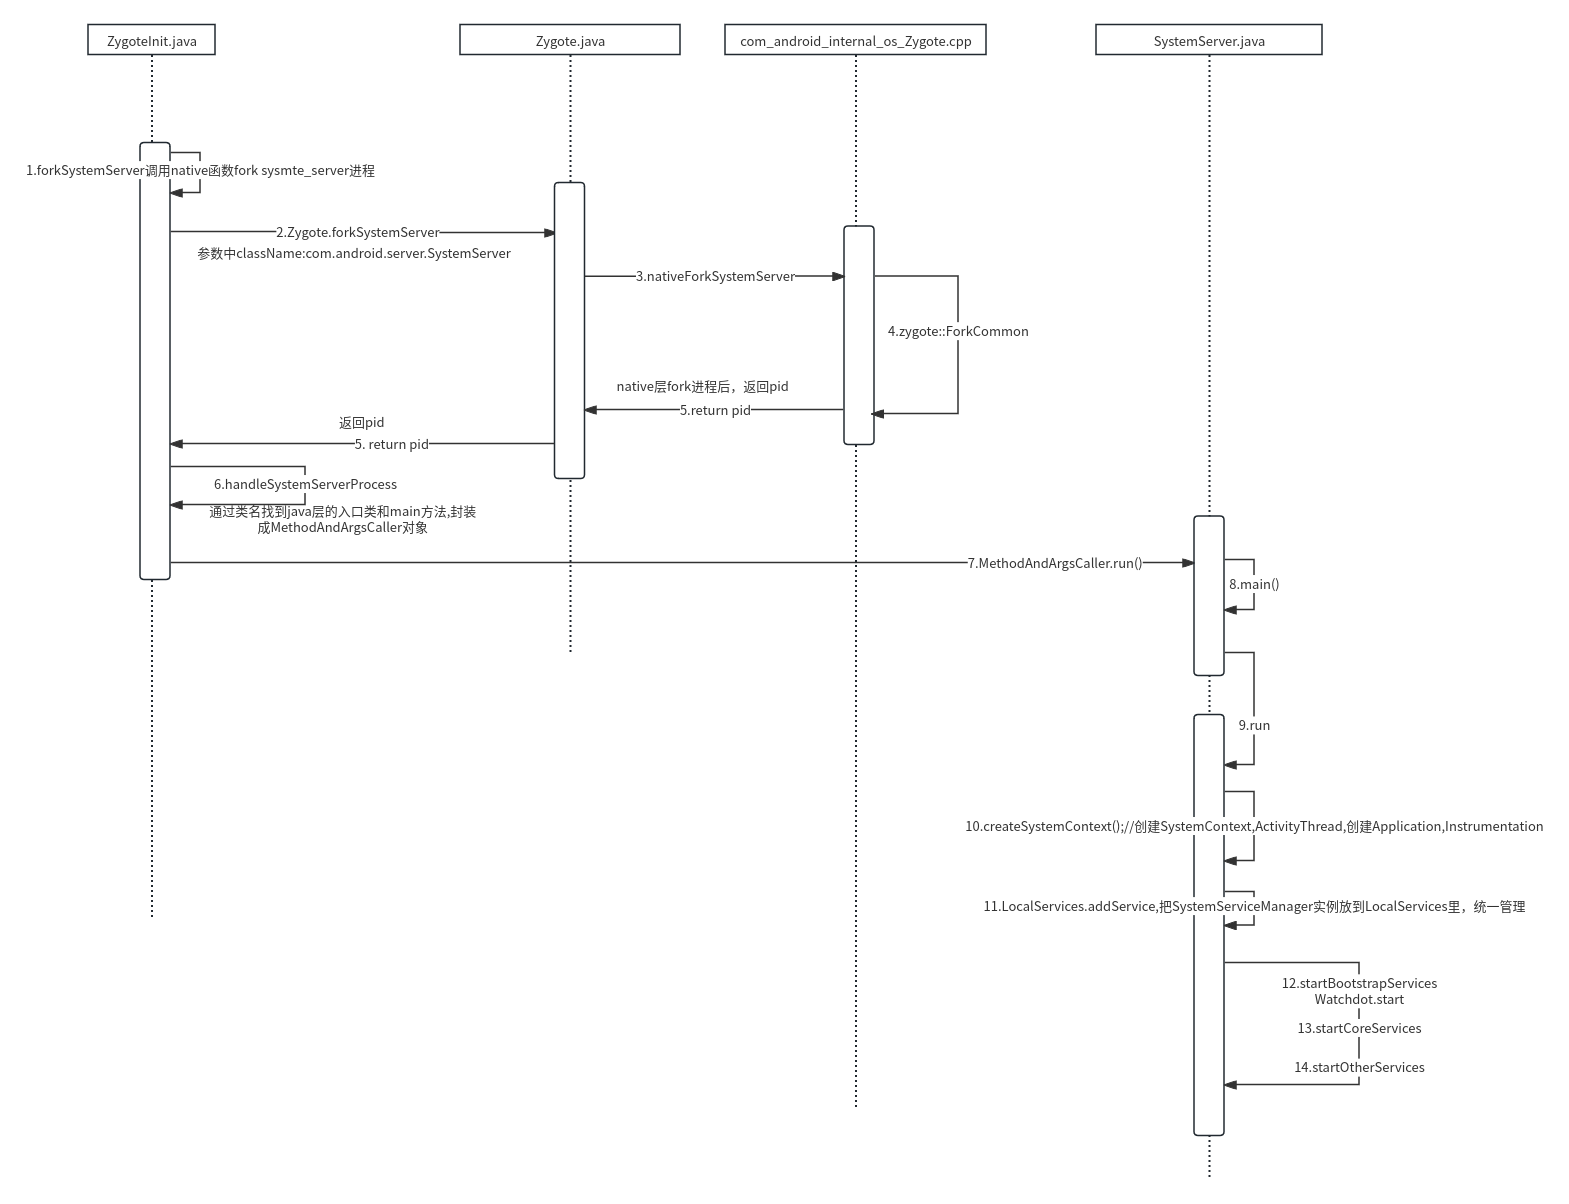 ZygoteInit.java
Zygote.java
com_android_internal_os_Zygote.cpp
SystemServer.java
1.forkSystemServer调用native函数fork sysmte_server进程
2.Zygote.forkSystemServer
参数中className:com.android.server.SystemServer
3.nativeForkSystemServer
4.zygote::ForkCommon
native层fork进程后，返回pid
5.return pid
返回pid
5. return pid
6.handleSystemServerProcess
通过类名找到java层的入口类和main方法,封装
成MethodAndArgsCaller对象
7.MethodAndArgsCaller.run()
8.main()
9.run
10.createSystemContext();//创建SystemContext,ActivityThread,创建Application,Instrumentation
11.LocalServices.addService,把SystemServiceManager实例放到LocalServices里，统一管理
12.startBootstrapServices
Watchdot.start
13.startCoreServices
14.startOtherServices